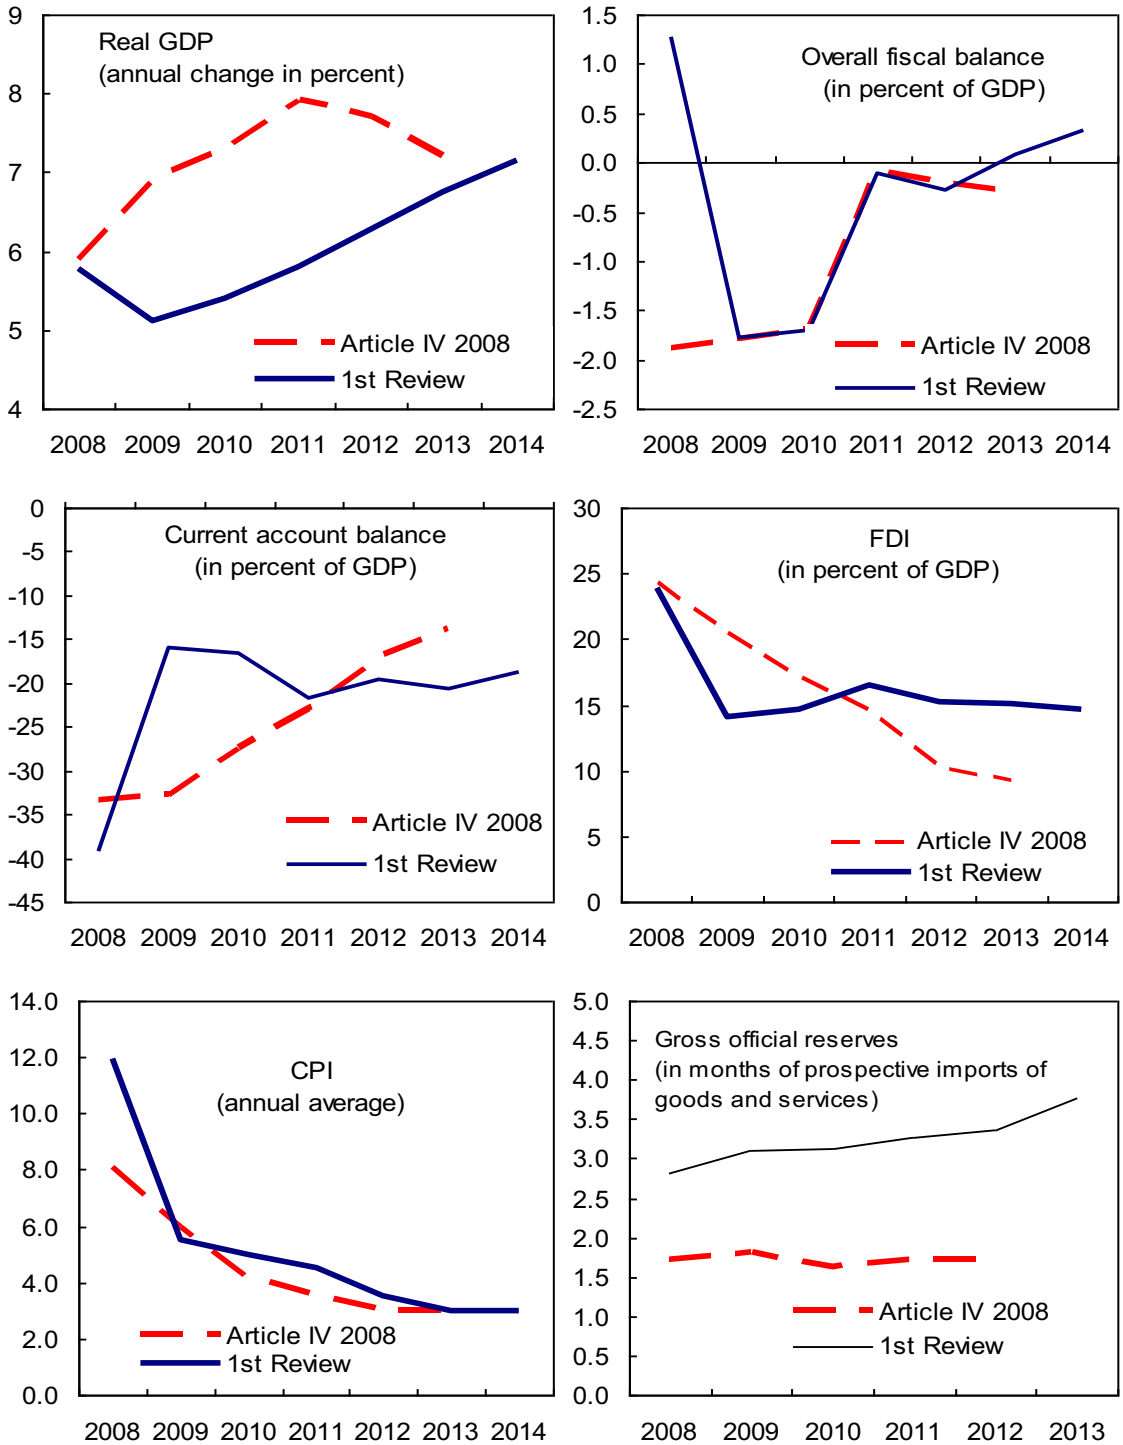 Real GDP
(annual change in percent)
9
8
7
6
5
4
Article IV 2008
1st Review
2008 2009 2010 2011 2012 2013 2014
Overall fiscal balance
(in percent of GDP)
1.5
1.0
0.5
0.0
-0.5
-1.0
-1.5
-2.0
-2.5
Article IV 2008
1st Review
2008 2009 2010 2011 2012 2013 2014
Current account balance
(in percent of GDP)
0
-5
-10
-15
-20
-25
-30
-35
-40
-45
Article IV 2008
1st Review
2008 2009 2010 2011 2012 2013 2014
FDI
(in percent of GDP)
30
25
20
15
10
5
0
Article IV 2008
1st Review
2008 2009 2010 2011 2012 2013 2014
CPI
(annual average)
14.0
12.0
10.0
8.0
6.0
4.0
2.0
0.0
Article IV 2008
1st Review
2008 2009 2010 2011 2012 2013 2014
Gross official reserves
(in months of prospective imports of
goods and services)
5.0
4.5
4.0
3.5
3.0
2.5
2.0
1.5
1.0
0.5
0.0
Article IV 2008
1st Review
2008 2009 2010 2011 2012 2013